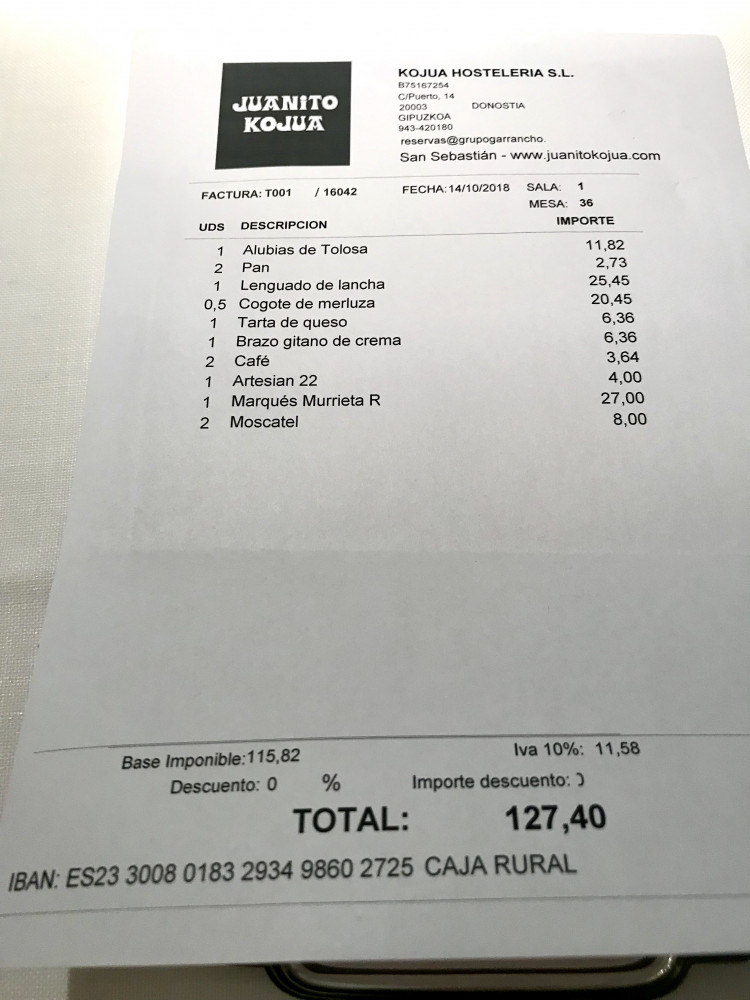 JUANITO
KOJUA
KOJUA HOSTELERIA S.L.
B75167254
C/Puerto, 14
20003 DONOSTIA
GIPUZKOA
943-420180
reservas@grupogarrancho.
San Sebastián - www.juanitokojua.com
FACTURA: T001 / 16042 FECHA: 14/10/2018 SALA: 1
MESA: 36
UDS DESCRIPCION IMPORTE
1 Alubias de Tolosa 11,82
2 Pan 2,73
1 Lenguado de lancha 25,45
0,5 Cogote de merluza 20,45
1 Tarta de queso 6,36
1 Brazo gitano de crema 6,36
2 Café 3,64
1 Artesian 22 4,00
1 Marqués Murrieta R 27,00
2 Moscatel 8,00
Base Imponible:115,82 Iva 10%: 11,58
Descuento: 0 % Importe descuento:
TOTAL: 127,40
IBAN: ES23 3008 0183 2934 9860 2725 CAJA RURAL